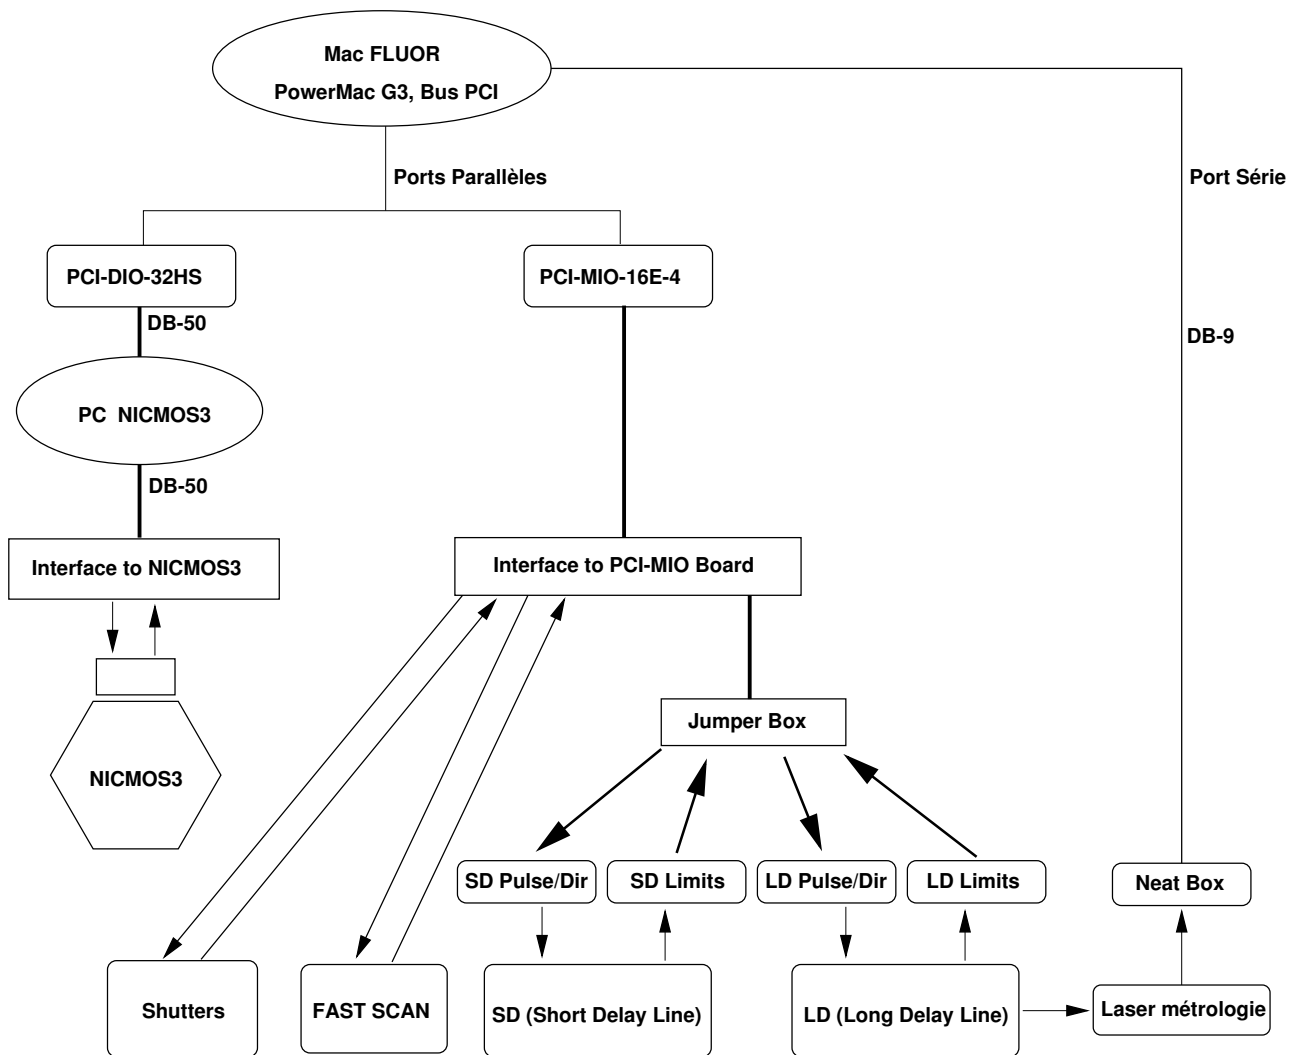 Mac FLUOR
PowerMac G3, Bus PCI
Ports Parallèles
Port Série
PCI-DIO-32HS
PCI-MIO-16E-4
DB-50
DB-9
PC NICMOS3
DB-50
Interface to NICMOS3
Interface to PCI-MIO Board
Jumper Box
NICMOS3
SD Pulse/Dir
SD Limits
LD Pulse/Dir
LD Limits
Neat Box
Shutters
FAST SCAN
SD (Short Delay Line)
LD (Long Delay Line)
Laser métrologie